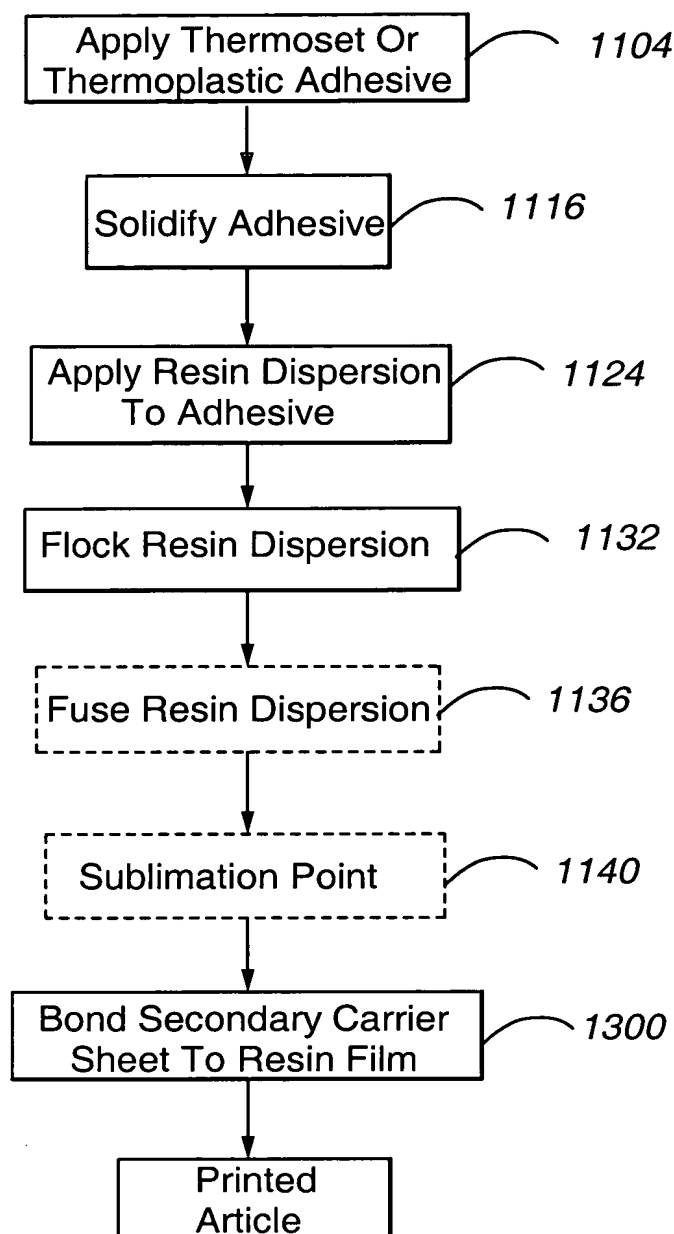 Apply Thermoset Or
Thermoplastic Adhesive
1104
Solidify Adhesive
1116
Apply Resin Dispersion
To Adhesive
1124
Flock Resin Dispersion
1132
Fuse Resin Dispersion
1136
Sublimation Point
1140
Bond Secondary Carrier
Sheet To Resin Film
1300
Printed
Article